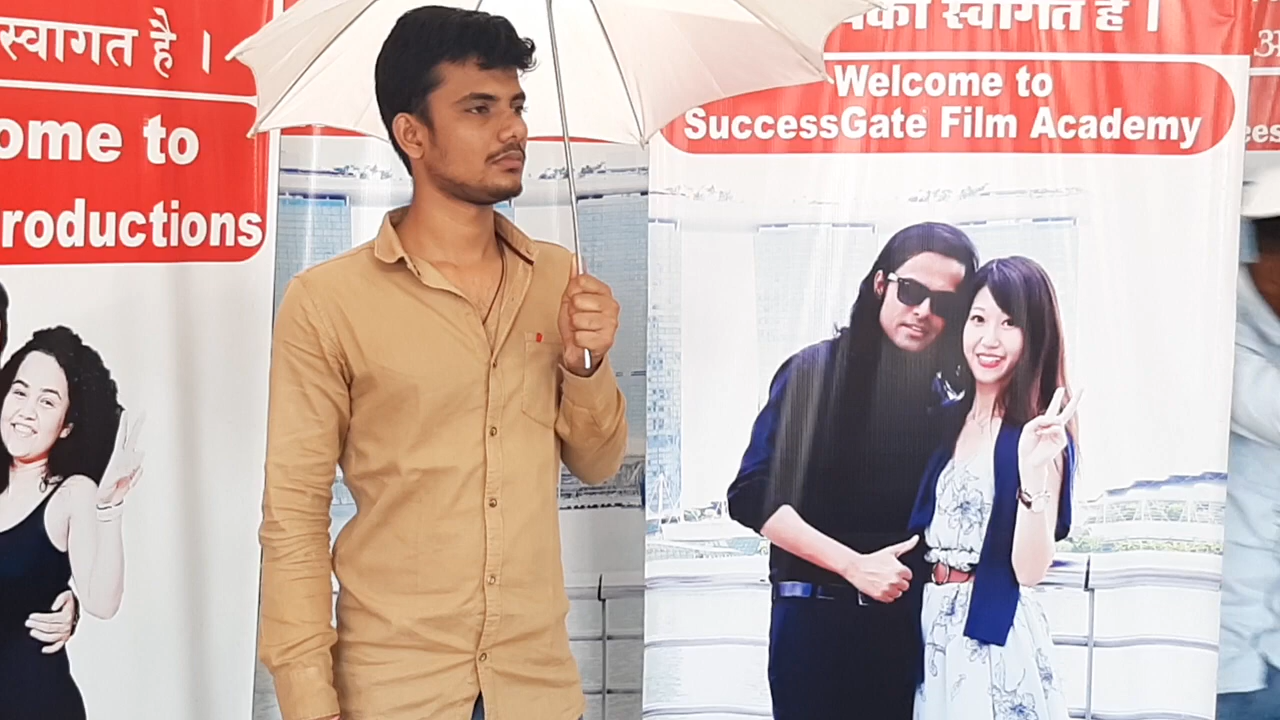 स्वागत है ।
ome to
roductions
स्वागत है ।
Welcome to
SuccessGate Film Academy